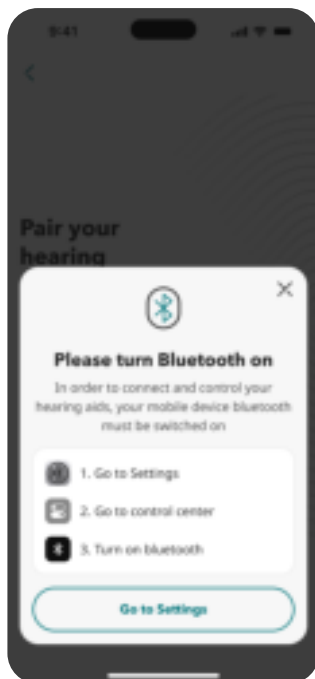 9:41
Pair your
hearing
Please turn Bluetooth on
In order to connect and control your
hearing aids, your mobile device bluetooth
must be switched on
1. Go to Settings
2. Go to control center
3. Turn on bluetooth
Go to Settings